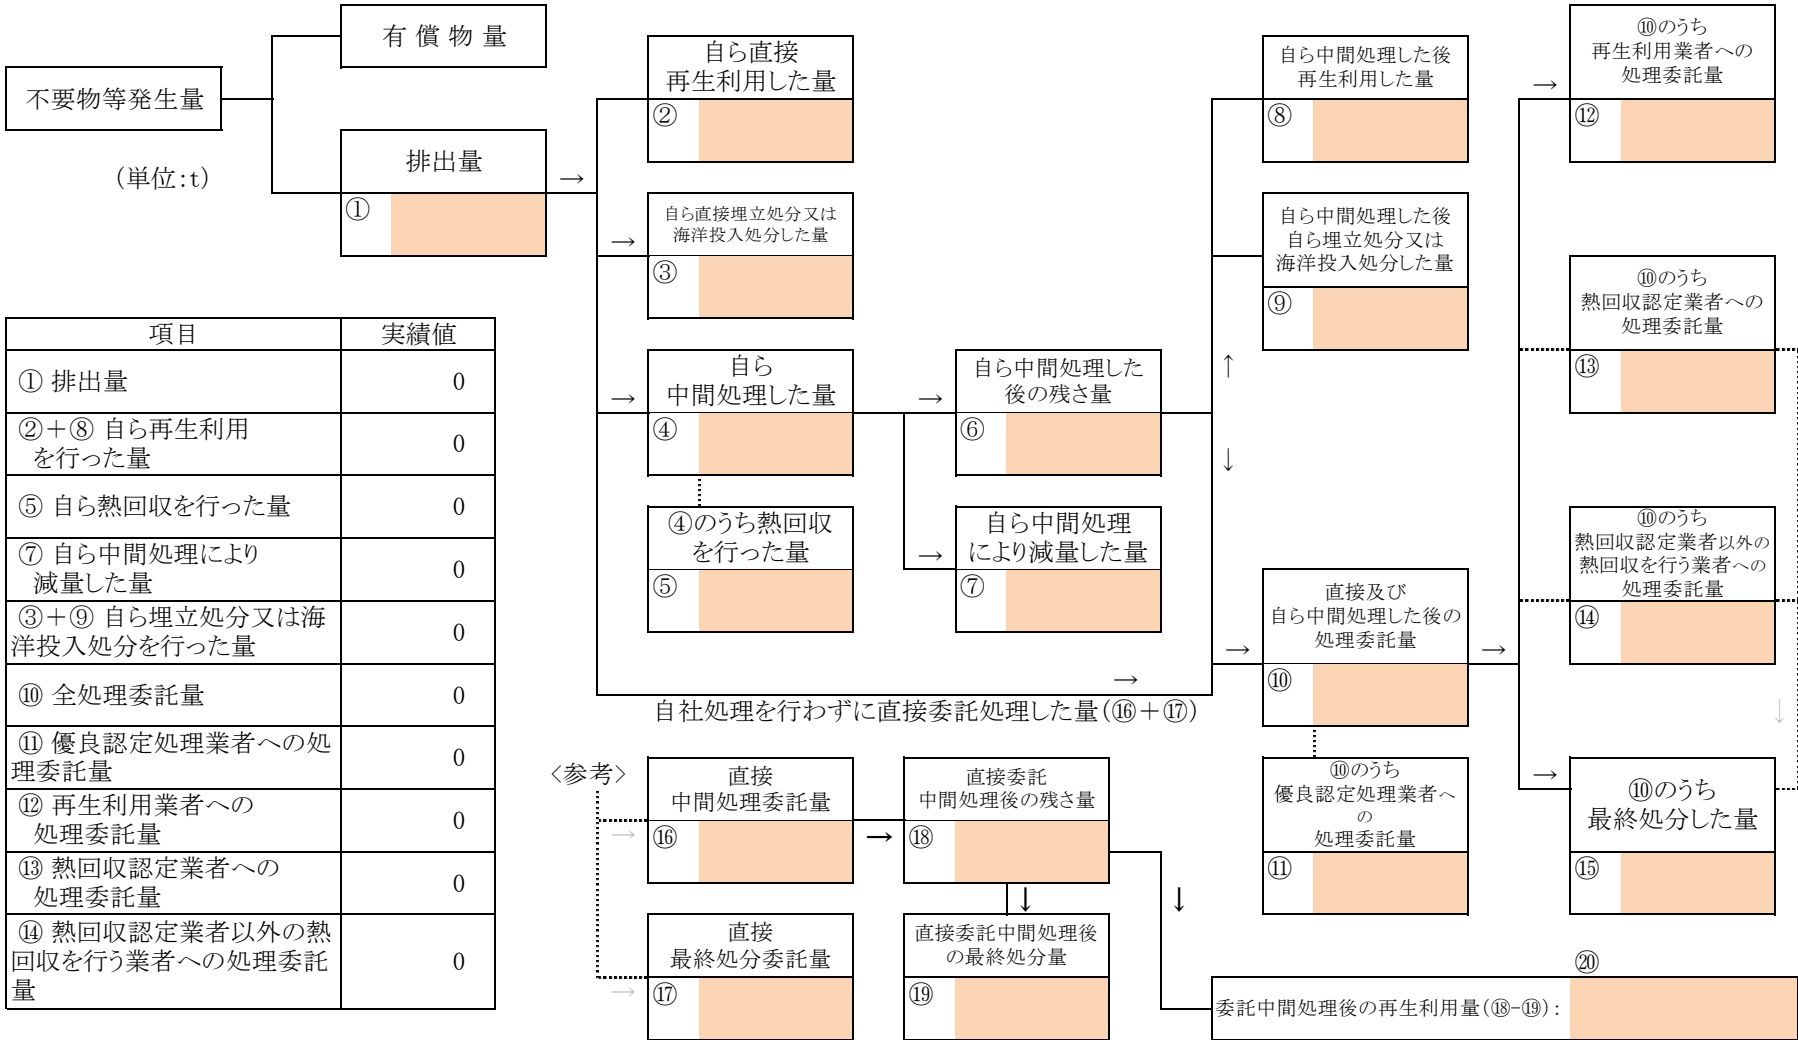 不要物等発生量
有 償 物 量
排出量
①
（単位：t）
→
自ら直接
再生利用した量
②
→
自ら直接埋立処分又は
海洋投入処分した量
③
→
自ら
中間処理した量
④
④のうち熱回収
を行った量
⑤
→
自ら中間処理した
後の残さ量
⑥
→
自ら中間処理
により減量した量
⑦
↑
↓
自ら中間処理した後
再生利用した量
⑧
自ら中間処理した後
自ら埋立処分又は
海洋投入処分した量
⑨
→
直接及び
自ら中間処理した後の
処理委託量
⑩
→
⑩のうち
優良認定処理業者へ
の
処理委託量
⑪
→
⑩のうち
再生利用業者への
処理委託量
⑫
⑩のうち
熱回収認定業者への
処理委託量
⑬
⑩のうち
熱回収認定業者以外の
熱回収を行う業者への
処理委託量
⑭
↓
→
⑩のうち
最終処分した量
⑮
→
自社処理を行わずに直接委託処理した量（⑯＋⑰）
〈参考〉
→
直接
中間処理委託量
⑯
→
直接
最終処分委託量
⑰
→
直接委託
中間処理後の残さ量
⑱
↓
直接委託中間処理後
の最終処分量
⑲
↓
⑳
委託中間処理後の再生利用量（⑱-⑲）：
項目 実績値
① 排出量 0
②＋⑧ 自ら再生利用
を行った量 0
⑤ 自ら熱回収を行った量 0
⑦ 自ら中間処理により
減量した量 0
③＋⑨ 自ら埋立処分又は海
洋投入処分を行った量 0
⑩ 全処理委託量 0
⑪ 優良認定処理業者への処
理委託量 0
⑫ 再生利用業者への
処理委託量 0
⑬ 熱回収認定業者への
処理委託量 0
⑭ 熱回収認定業者以外の熱
回収を行う業者への処理委託
量 0